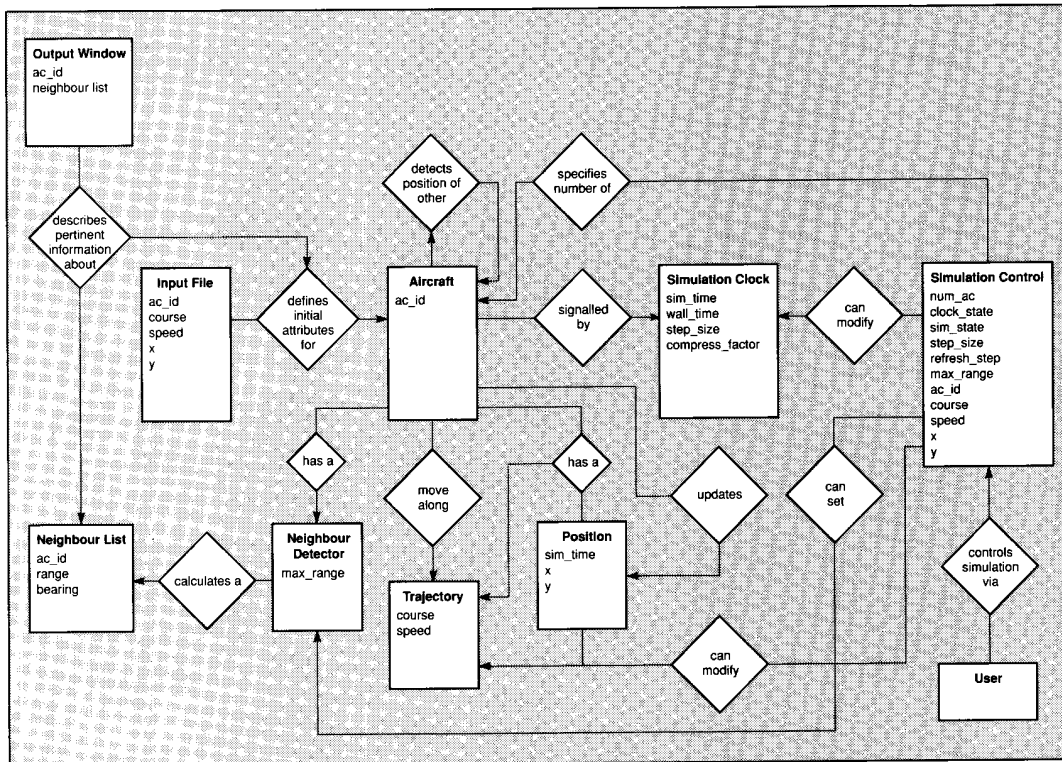 Output Window
ac_id
neighbour list
describes
pertinent
information
about
Input File
ac_id
course
speed
x
y
defines
initial
attributes
for
detects
position of
other
specifies
number of
Aircraft
ac_id
signalled
by
Simulation Clock
sim_time
wall_time
step_size
compress_factor
can
modify
Simulation Control
num_ac
clock_state
sim_state
step_size
refresh_step
max_range
ac_id
course
speed
x
y
has a
move
along
has a
updates
can
set
Neighbour List
ac_id
range
bearing
calculates a
Neighbour
Detector
max_range
Trajectory
course
speed
Position
sim_time
x
y
can
modify
controls
simulation
via
User